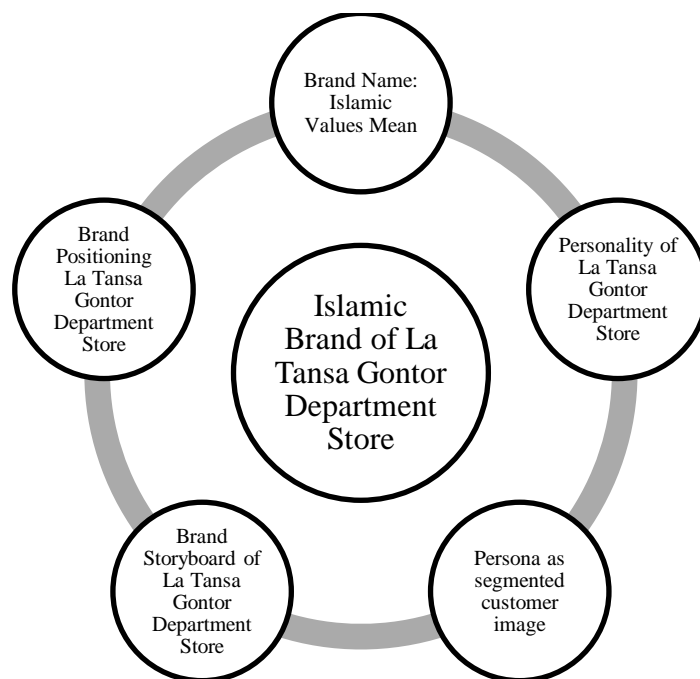 Brand Name:
Islamic
Values Mean
Personality of
La Tansa
Gontor
Department
Store
Persona as
segmented
customer
image
Brand
Storyboard of
La Tansa
Gontor
Department
Store
Brand
Positioning
La Tansa
Gontor
Department
Store
Islamic
Brand of La
Tansa Gontor
Department
Store